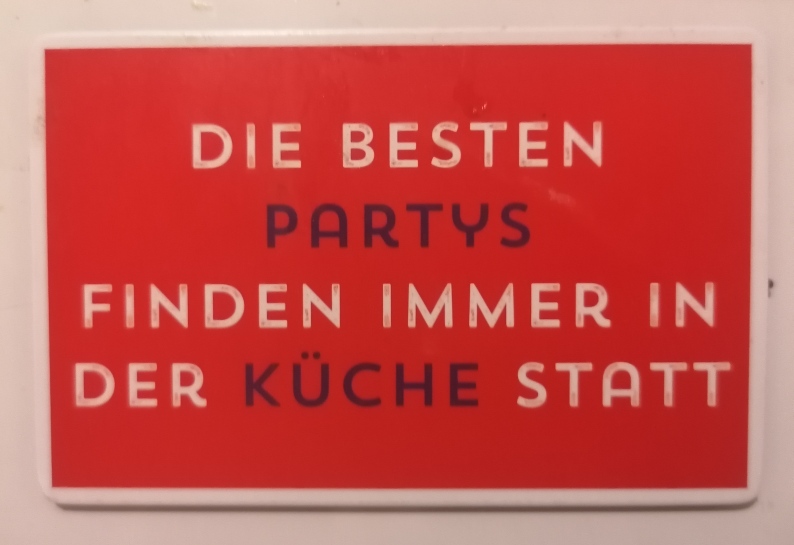 DIE BESTEN
PARTYS
FINDEN IMMER IN
DER KÜCHE STATT